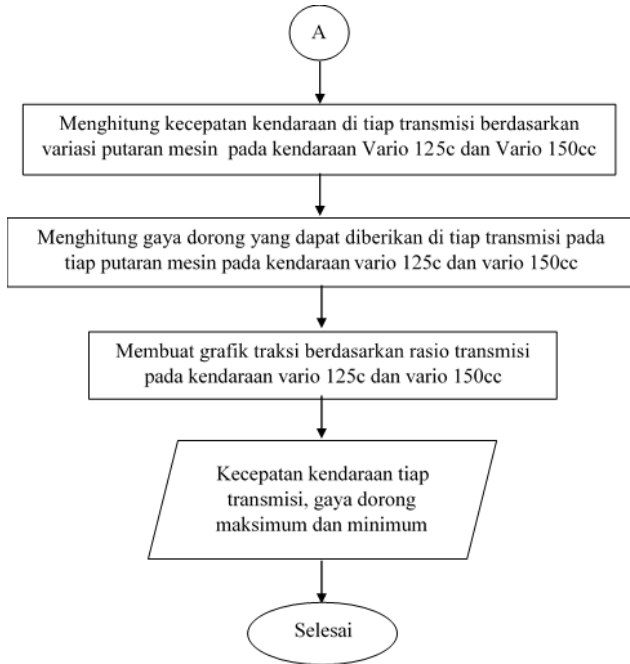 A
Menghitung kecepatan kendaraan di tiap transmisi berdasarkan
variasi putaran mesin pada kendaraan Vario 125c dan Vario 150cc
Menghitung gaya dorong yang dapat diberikan di tiap transmisi pada
tiap putaran mesin pada kendaraan vario 125c dan vario 150cc
Membuat grafik traksi berdasarkan rasio transmisi
pada kendaraan vario 125c dan vario 150cc
Kecepatan kendaraan tiap
transmisi, gaya dorong
maksimum dan minimum
Selesai